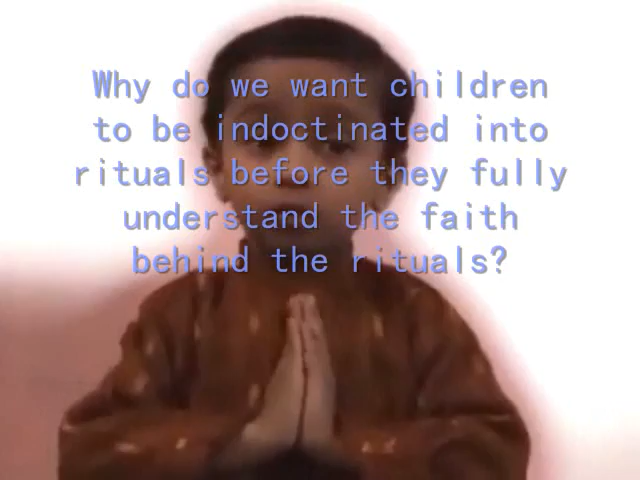 Why do we want children
to be indoctinated into
rituals before they fully
understand the faith
behind the rituals?